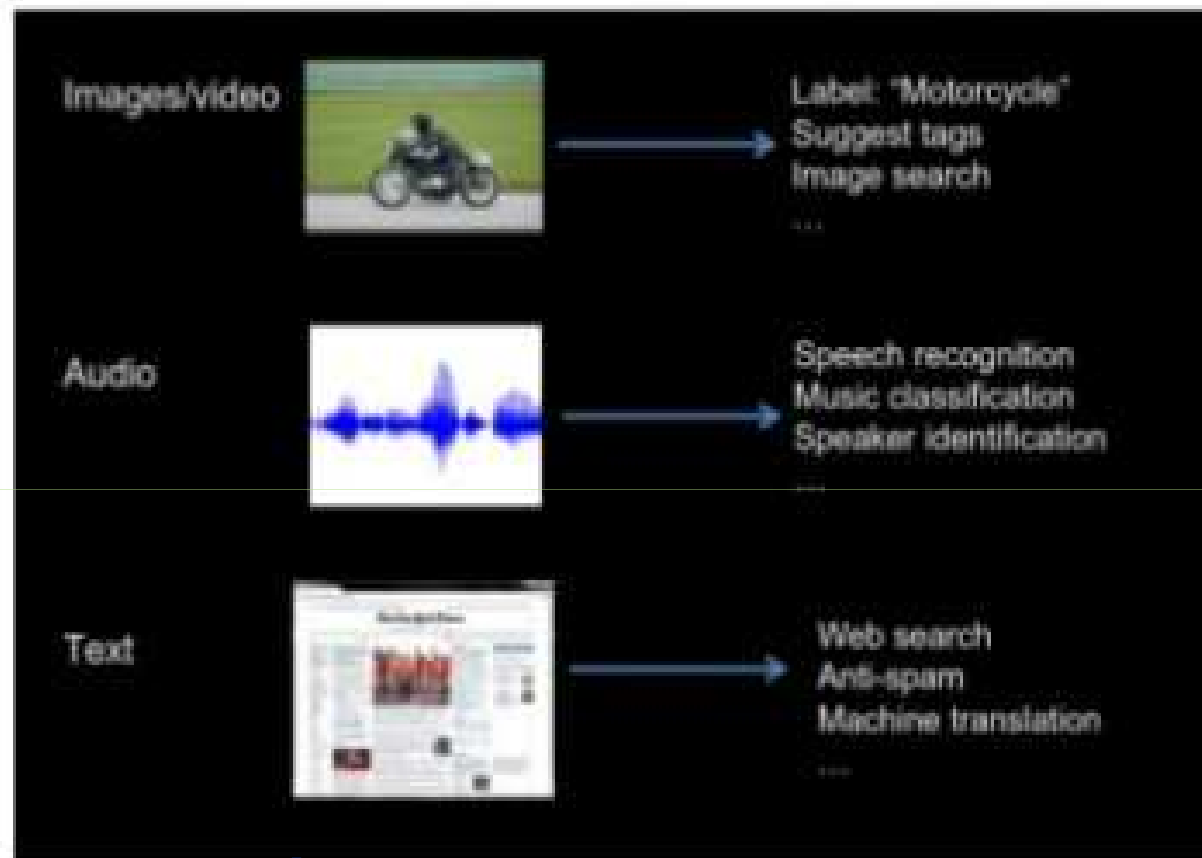 Images/video
Label: "Motorcycle"
Suggest tags
Image search
...
Audio
Speech recognition
Music classification
Speaker identification
...
Text
Web search
Anti-spam
Machine translation
...